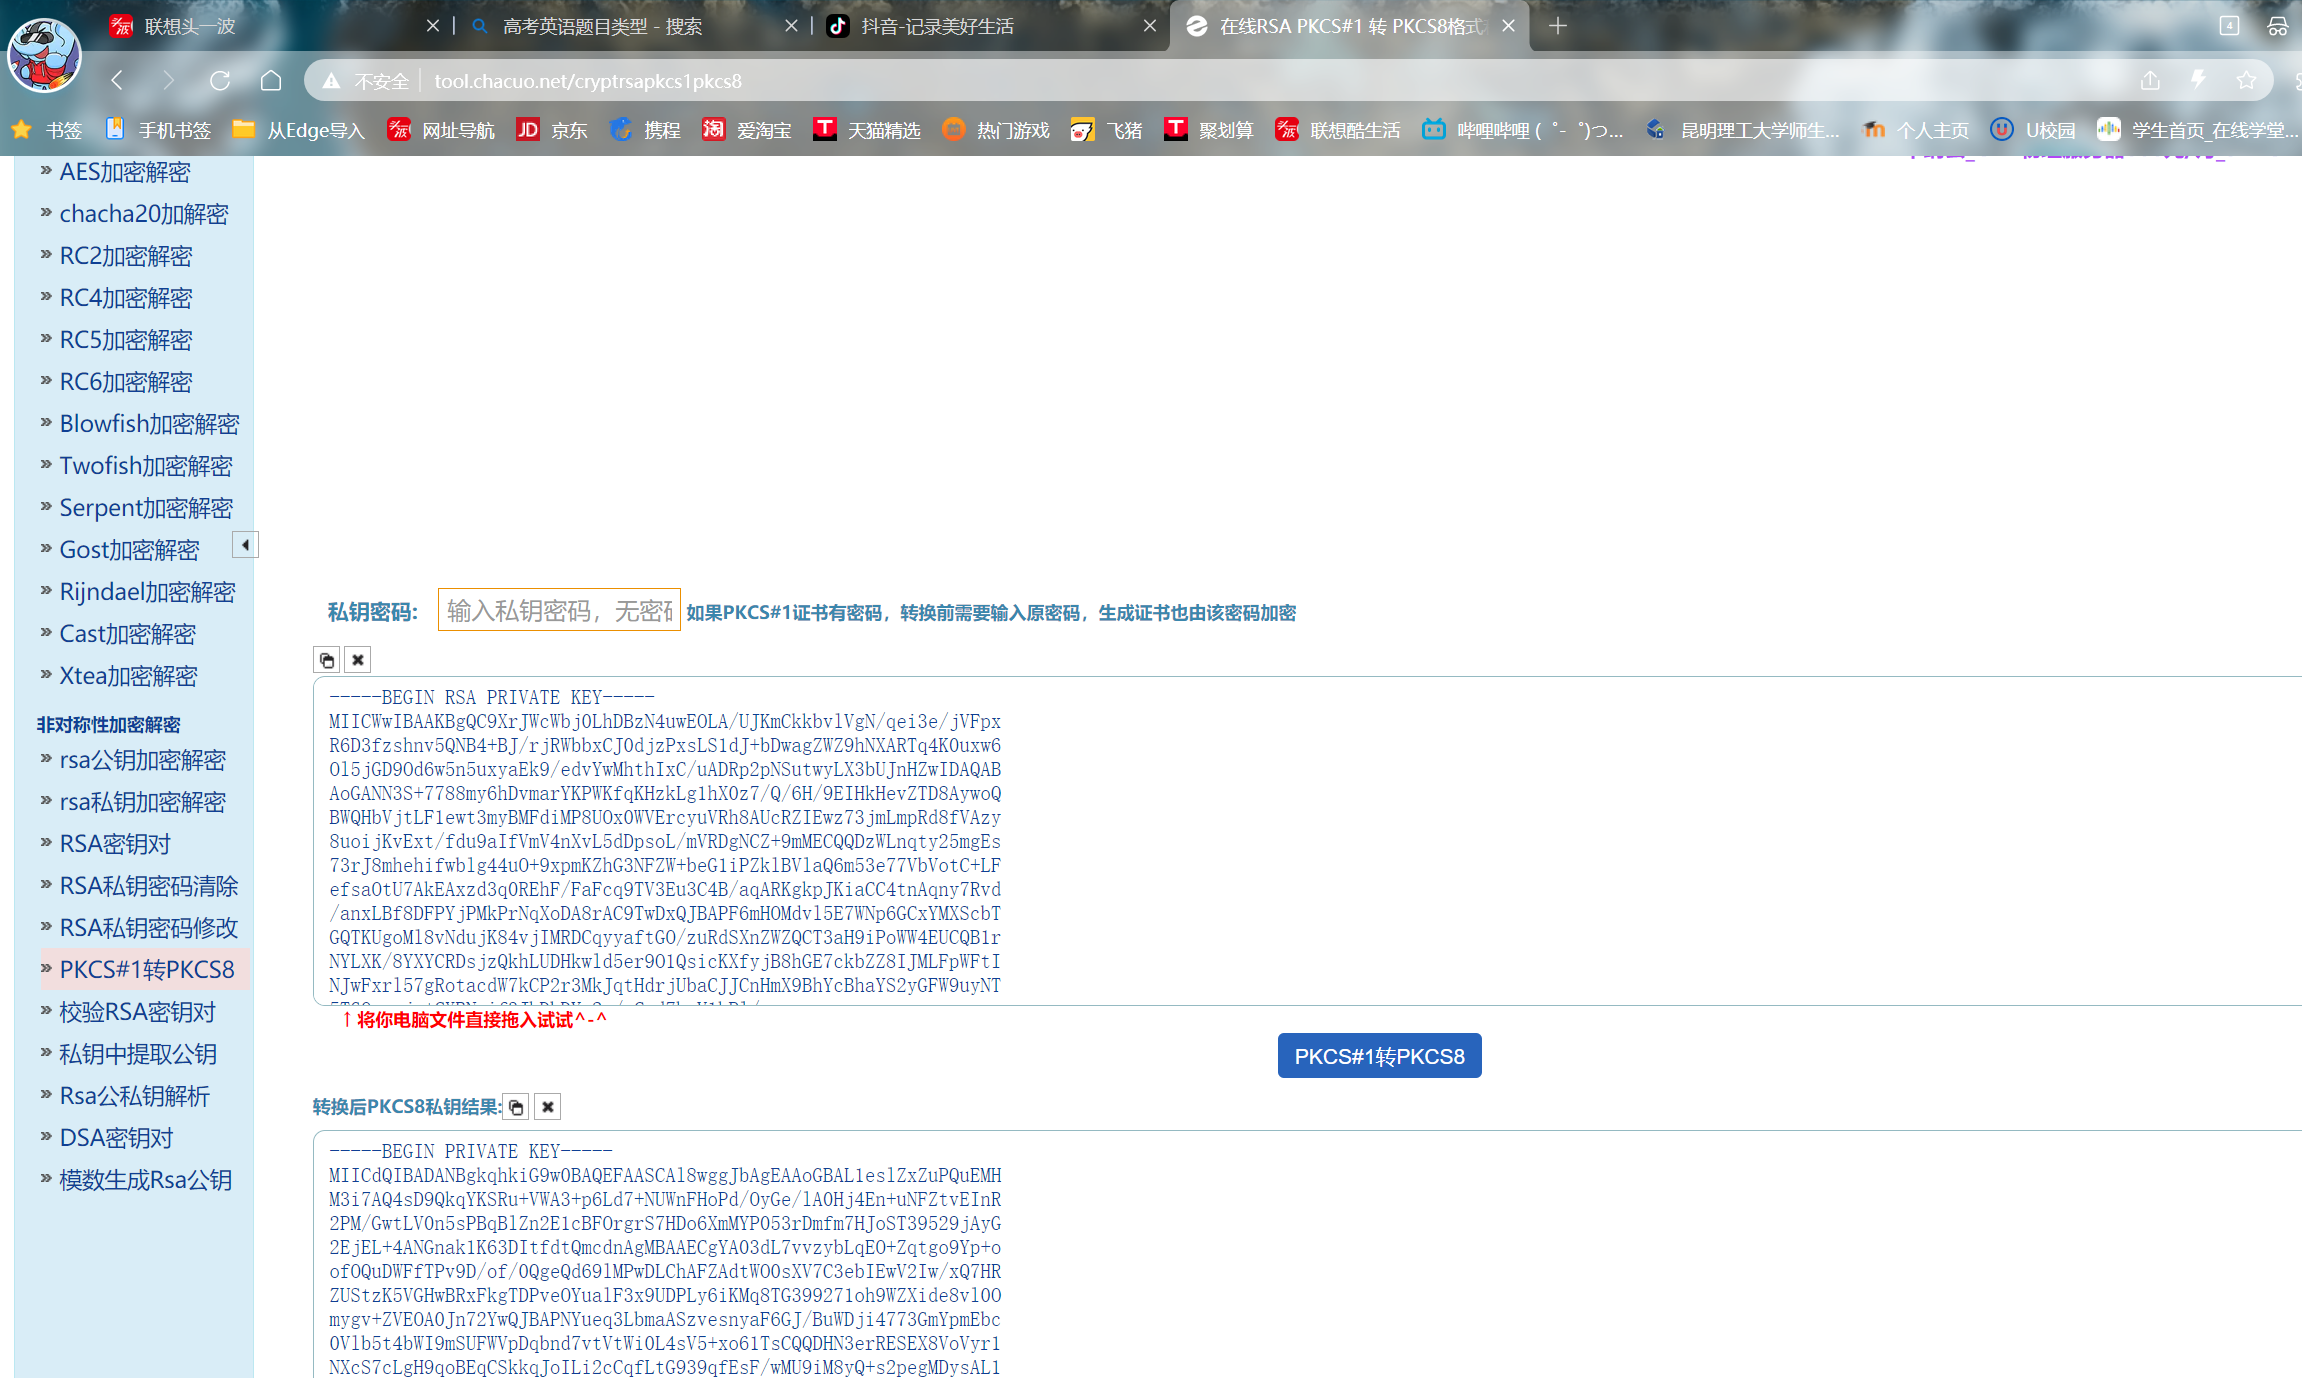 联想头一波
高考英语题目类型 - 搜索
抖音-记录美好生活
在线RSA PKCS#1 转 PKCS8格式
4
不安全
tool.chacuo.net/cryptrsapkcs1pkcs8
书签
手机书签
从Edge导入
网址导航
京东
携程
爱淘宝
天猫精选
热门游戏
飞猪
聚划算
联想酷生活
哔哩哔哩 ( ゜- ゜)つ...
昆明理工大学师生...
个人主页
U校园
学生首页_在线学堂...
AES加密解密
chacha20加解密
RC2加密解密
RC4加密解密
RC5加密解密
RC6加密解密
Blowfish加密解密
Twofish加密解密
Serpent加密解密
Gost加密解密
Rijndael加密解密
Cast加密解密
Xtea加密解密
非对称性加密解密
rsa公钥加密解密
rsa私钥加密解密
RSA密钥对
RSA私钥密码清除
RSA私钥密码修改
PKCS#1转PKCS8
校验RSA密钥对
私钥中提取公钥
Rsa公私钥解析
DSA密钥对
模数生成Rsa公钥
私钥密码:
输入私钥密码，无密码
如果PKCS#1证书有密码，转换前需要输入原密码，生成证书也由该密码加密
-----BEGIN RSA PRIVATE KEY-----
MIICWwIBAAKBgQC9XrJWcWbj0LhDBzN4uwEOLA/UJKmCkkbvlVgN/qei3e/jVFpx
R6D3fzshnv5QNB4+BJ/rjRWbbxCJ0djzPxsLS1dJ+bDwagZWZ9hNXARTq4K0uxw6
Ol5jGD9Od6w5n5uxyaEk9/edvYwMhthIxC/uADRp2pNSutwyLX3bUJnHZwIDAQAB
AoGANN3S+7788my6hDvmarYKPWKfqKHzkLg1hX0z7/Q/6H/9EIHkHevZTD8AywoQ
BWQHbVjtLF1ewt3myBMFdiMP8UOx0WVErcyuVRh8AUcRZIEwz73jmLmpRd8fVAzy
8uoijKvExt/fdu9aIfVmV4nXvL5dDpsoL/mVRDgNCZ+9mMECQQDzWLnqty25mgEs
73rJ8mhehifwblg44uO+9xpmKZhG3NFZW+beG1iPZklBVlaQ6m53e77VbVotC+LF
efsaOtU7AkEAxzd3q0REhF/FaFcq9TV3Eu3C4B/aqARKgkpJKiaCC4tnAqny7Rvd
/anxLBf8DFPYjPMkPrNqXoDA8rAC9TwDxQJBAPF6mHOMdvl5E7WNp6GCxYMXScbT
GQTKUgoMl8vNdujK84vjIMRDCqyyaftGO/zuRdSXnZWZQCT3aH9iPoWW4EUCQB1r
NYLXK/8YXYCRDsjzQkhLUDHkwld5er9O1QsicKXfyjB8hGE7ckbZZ8IJMLFpWFtI
NJwFxrl57gRotacdW7kCP2r3MkJqtHdrjUbaCJJCnHmX9BhYcBhaYS2yGFW9uyNT
↑将你电脑文件直接拖入试试^-^
PKCS#1转PKCS8
转换后PKCS8私钥结果:
-----BEGIN PRIVATE KEY-----
MIICdQIBADANBgkqhkiG9w0BAQEFAASCAl8wggJbAgEAAoGBAL1eslZxZuPQuEMH
M3i7AQ4sD9QkqYKSRu+VWA3+p6Ld7+NUWnFHoPd/OyGe/lA0Hj4En+uNFZtvEInR
2PM/GwtLV0n5sPBqBlZn2E1cBFOrgrS7HDo6XmMYP053rDmfm7HJoST39529jAyG
2EjEL+4ANGnak1K63DItfdtQmcdnAgMBAAECgYA03dL7vvzybLqEO+Zqtgo9Yp+o
ofOQuDWFfTPv9D/of/0QgeQd69lMPwDLChAFZAdtWO0sXV7C3ebIEwV2Iw/xQ7HR
ZUStzK5VGHwBRxFkgTDPveOYualF3x9UDPLy6iKMq8TG399271oh9WZXide8vl0O
mygv+ZVEOA0Jn72YwQJBAPNYueq3LbmaASzvesnyaF6GJ/BuWDji4773GmYpmEbc
0Vlb5t4bWI9mSUFWVpDqbnd7vtVtWi0L4sV5+xo61TsCQQDHN3erRESEX8VoVyr1
NXcS7cLgH9qoBEqCSkkqJoILi2cCqfLtG939qfEsF/wMU9iM8yQ+s2pegMDysAL1